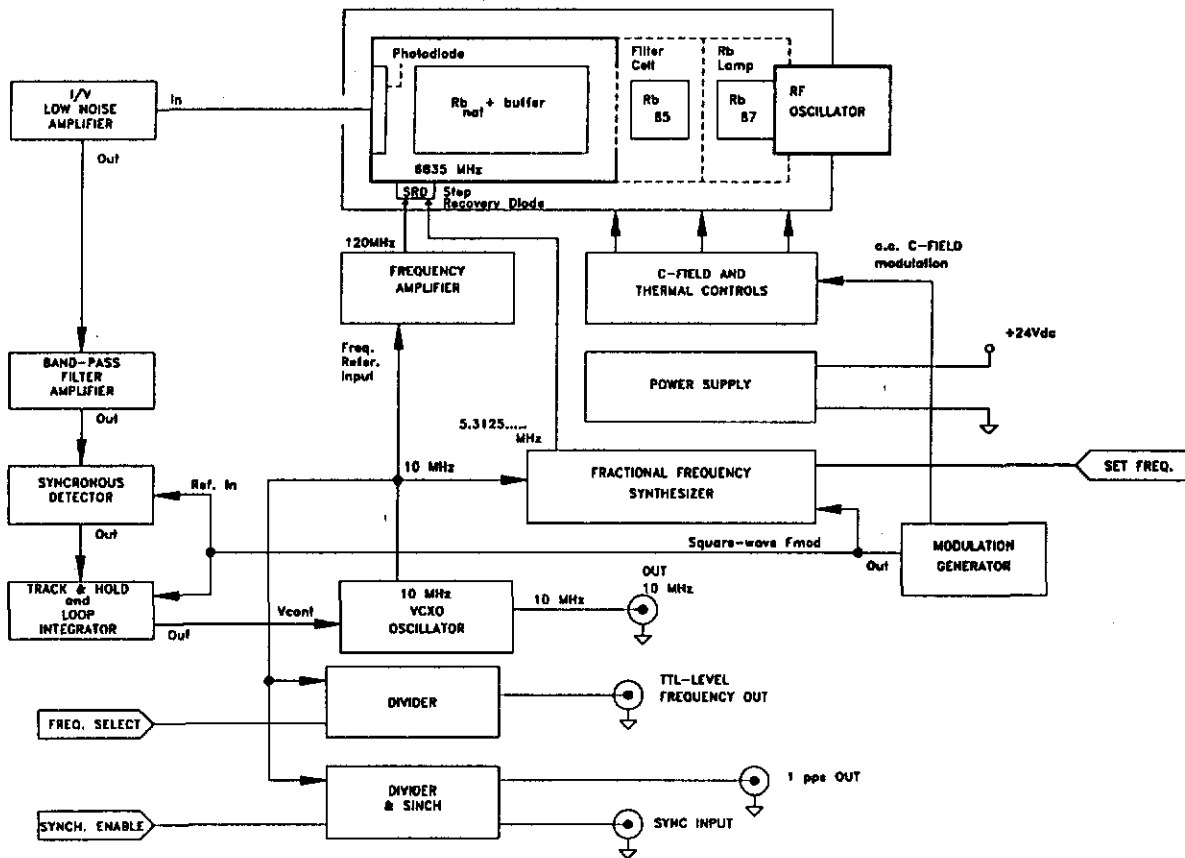 Photodiode
Rb nat + buffer
6835 MHz
SRD
Step
Recovery Diode
Filter
Cell
Rb
85
Rb
Lamp
Rb
87
RF
OSCILLATOR
I/V
LOW NOISE
AMPLIFIER
In
Out
120MHz
FREQUENCY
AMPLIFIER
C-FIELD AND
THERMAL CONTROLS
a.c. C-FIELD
modulation
+24Vdc
Freq.
Refer.
Input
BAND-PASS
FILTER
AMPLIFIER
Out
POWER SUPPLY
5.3125.....
MHz
10 MHz
FRACTIONAL FREQUENCY
SYNTHESIZER
SET FREQ.
SYNCRONOUS
DETECTOR
Ref. In
Out
Square-wave Fmod
Out
MODULATION
GENERATOR
TRACK & HOLD
and
LOOP
INTEGRATOR
Out
Vcont
10 MHz
VCXO
OSCILLATOR
10 MHz
OUT
10 MHz
DIVIDER
TTL-LEVEL
FREQUENCY OUT
FREQ. SELECT
DIVIDER
& SINCH
1 pps OUT
SYNCH. ENABLE
SYNC INPUT